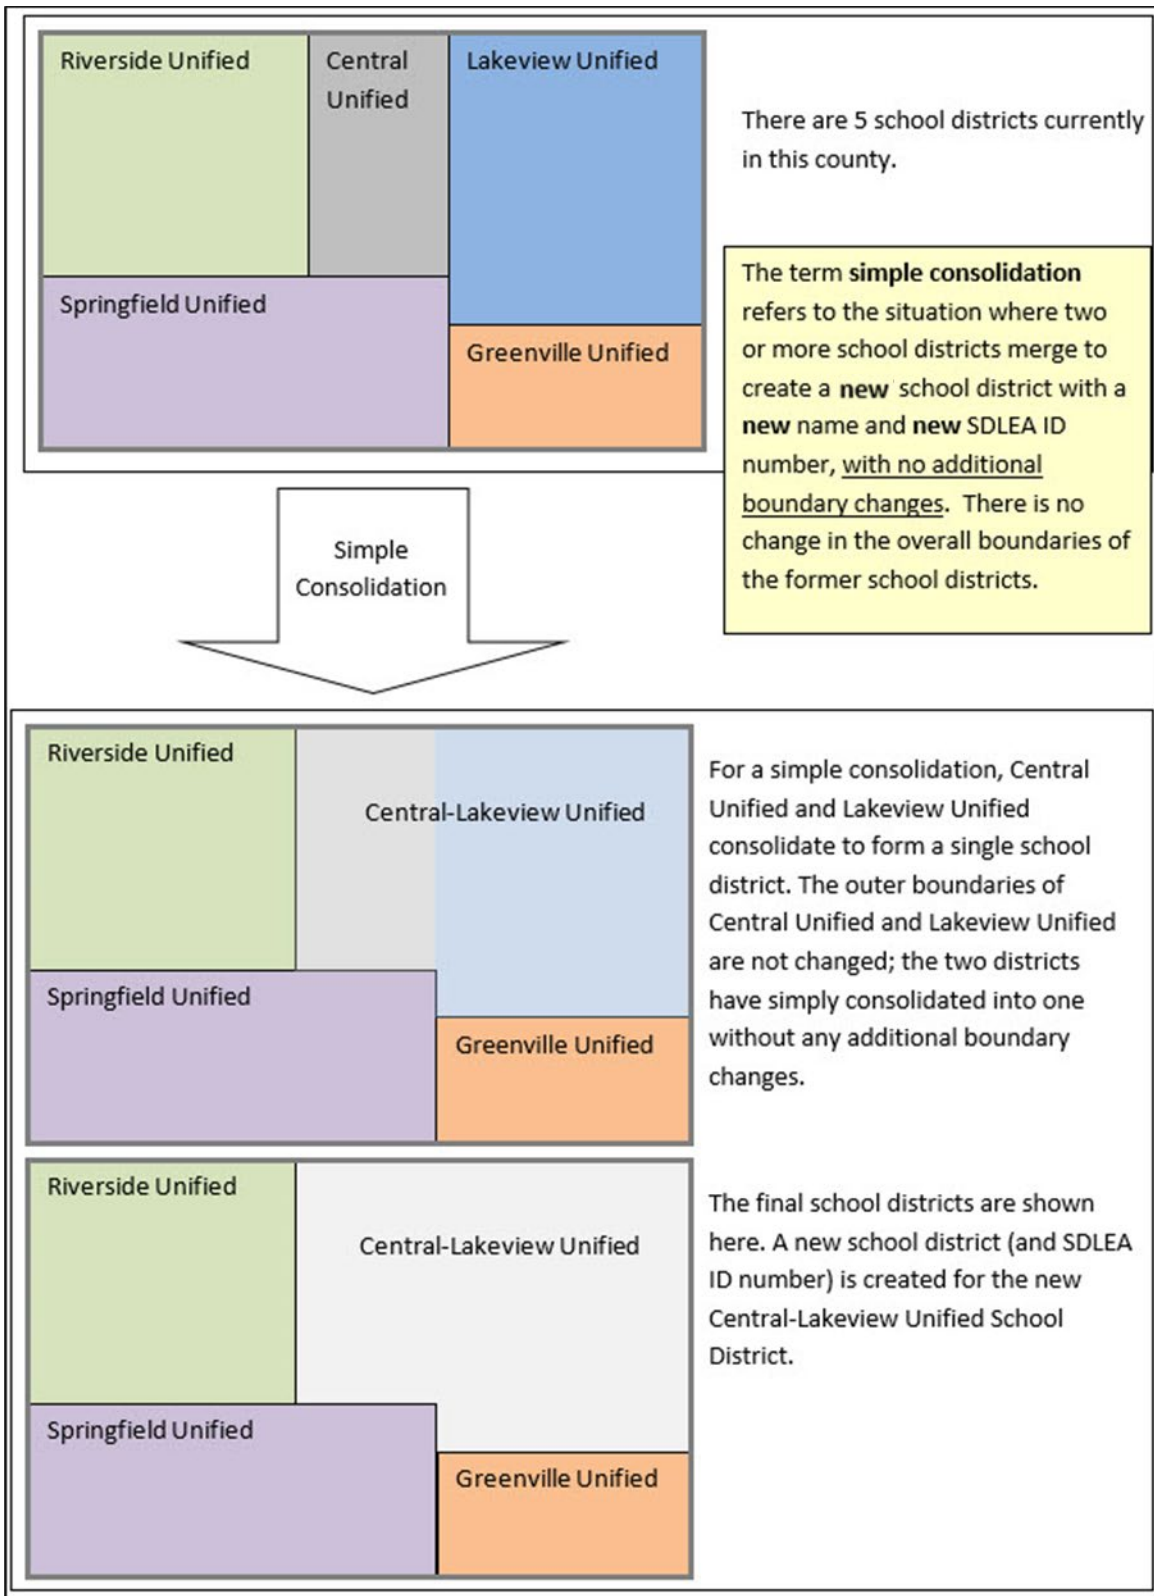 Riverside Unified
Central
Unified
Lakeview Unified
Springfield Unified
Greenville Unified
There are 5 school districts currently
in this county.
The term simple consolidation
refers to the situation where two
or more school districts merge to
create a new school district with a
new name and new SDLEA ID
number, with no additional
boundary changes.  There is no
change in the overall boundaries of
the former school districts.
Simple
Consolidation
Riverside Unified
Central-Lakeview Unified
Springfield Unified
Greenville Unified
For a simple consolidation, Central
Unified and Lakeview Unified
consolidate to form a single school
district. The outer boundaries of
Central Unified and Lakeview Unified
are not changed; the two districts
have simply consolidated into one
without any additional boundary
changes.
Riverside Unified
Central-Lakeview Unified
Springfield Unified
Greenville Unified
The final school districts are shown
here. A new school district (and SDLEA
ID number) is created for the new
Central-Lakeview Unified School
District.